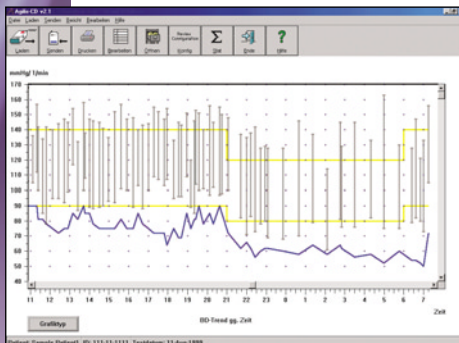 Agilis-CD v2.1
Datei Laden Senden Bericht Bearbeiten Hilfe
Review
Configuration
Laden Senden Drucken Bearbeiten Öffnen Konfig Stat Ende Hilfe
mmHg/ l/min
170
160
150
140
130
120
110
100
90
80
70
60
50
40
11 12 13 14 15 16 17 18 19 20 21 22 23 0 1 2 3 4 5 6 7
Zeit
Grafiktyp
BD-Trend gg. Zeit